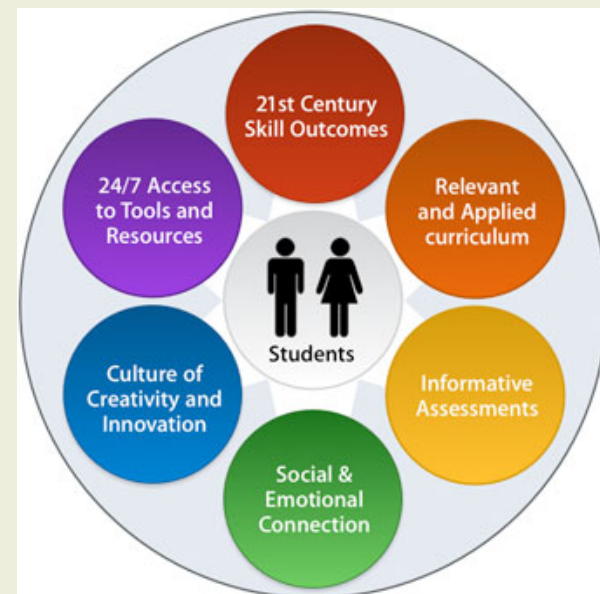 21st Century
Skill Outcomes
Relevant
and Applied
curriculum
Informative
Assessments
Social &
Emotional
Connection
Culture of
Creativity and
Innovation
24/7 Access
to Tools and
Resources
Students